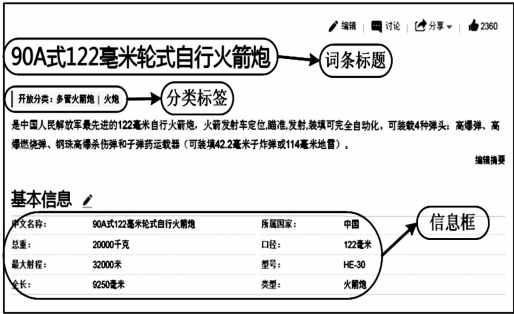 编辑 | 讨论 | 分享 | 2360
90A式122毫米轮式自行火箭炮
词条标题
开放分类：多管火箭炮 | 火炮
分类标签
是中国人民解放军最先进的122毫米自行火箭炮，火箭发射车定位,瞄准,发射,装填可完全自动化。可装载4种弹头：高爆弹、高
爆燃烧弹、钢珠高爆杀伤弹和子弹药运载器（可装填42.2毫米子炸弹或114毫米地雷）。
编辑摘要
基本信息
信息框
中文名称： 90A式122毫米轮式自行火箭炮 所属国家： 中国
总重： 20000千克 口径： 122毫米
最大射程： 32000米 型号： HE-30
全长： 9250毫米 类型： 火箭炮